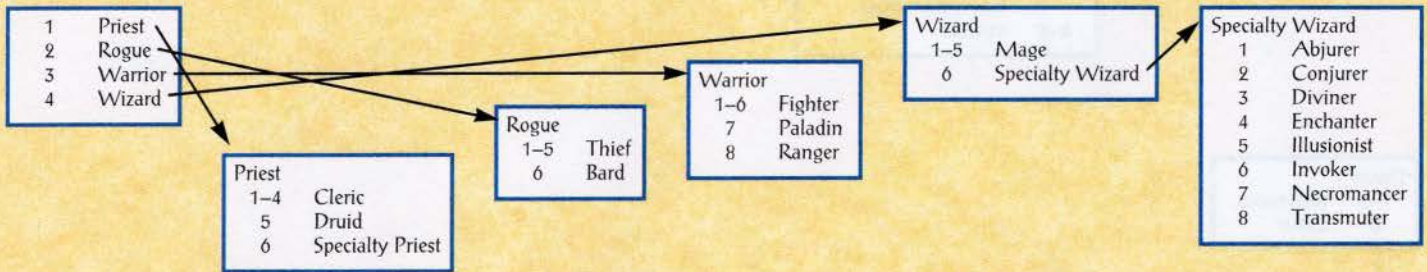 1 Priest
2 Rogue
3 Warrior
4 Wizard
Priest
1–4 Cleric
5 Druid
6 Specialty Priest
Rogue
1–5 Thief
6 Bard
Warrior
1–6 Fighter
7 Paladin
8 Ranger
Wizard
1–5 Mage
6 Specialty Wizard
Specialty Wizard
1 Abjurer
2 Conjurer
3 Diviner
4 Enchanter
5 Illusionist
6 Invoker
7 Necromancer
8 Transmuter